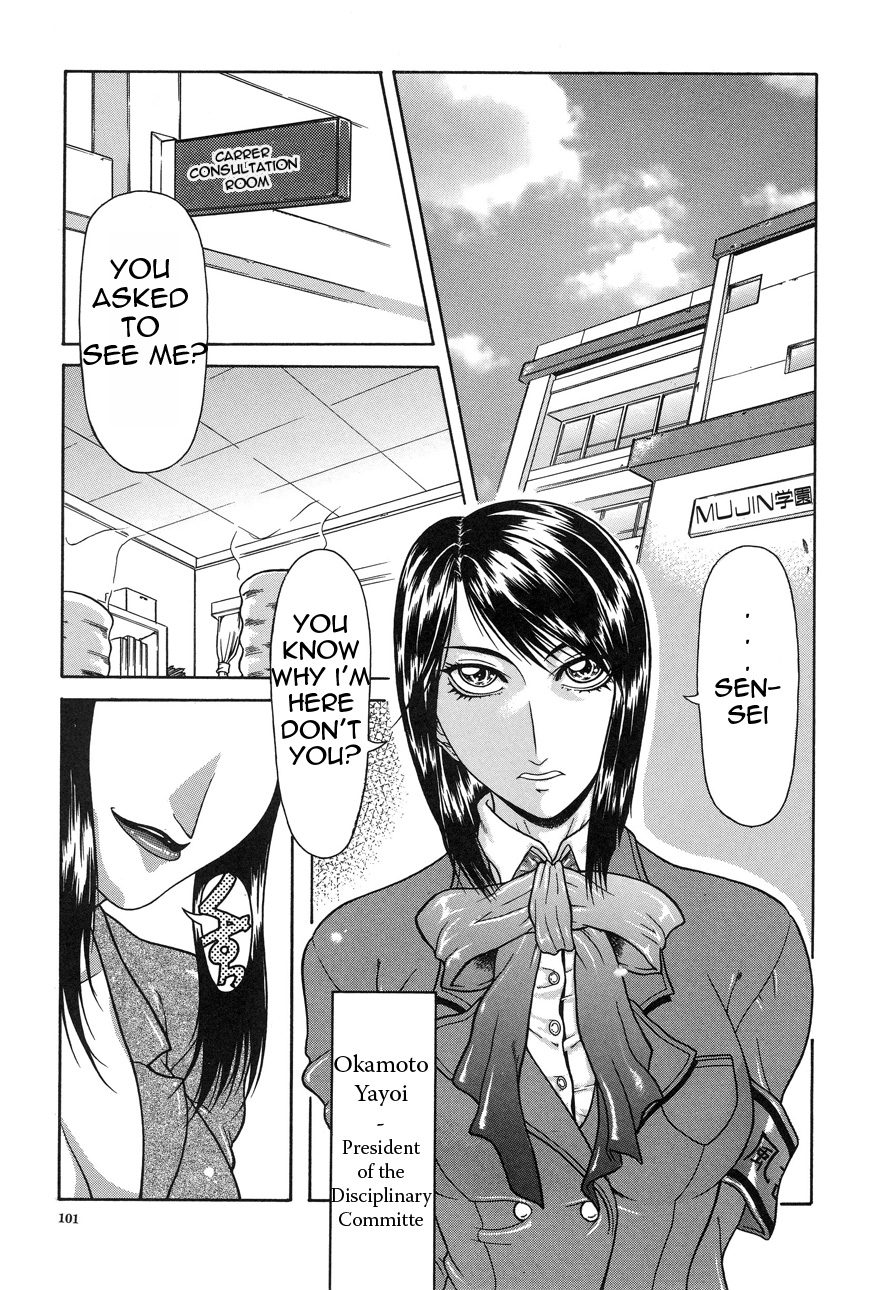 MUJIN学園
CARRER
CONSULTATION
ROOM
YOU
ASKED
TO
SEE ME?
. . .
SEN-
SEI
YOU
KNOW
WHY I'M
HERE
DON'T
YOU?
Okamoto
Yayoi
-
President
of the
Disciplinary
Committe
風
101